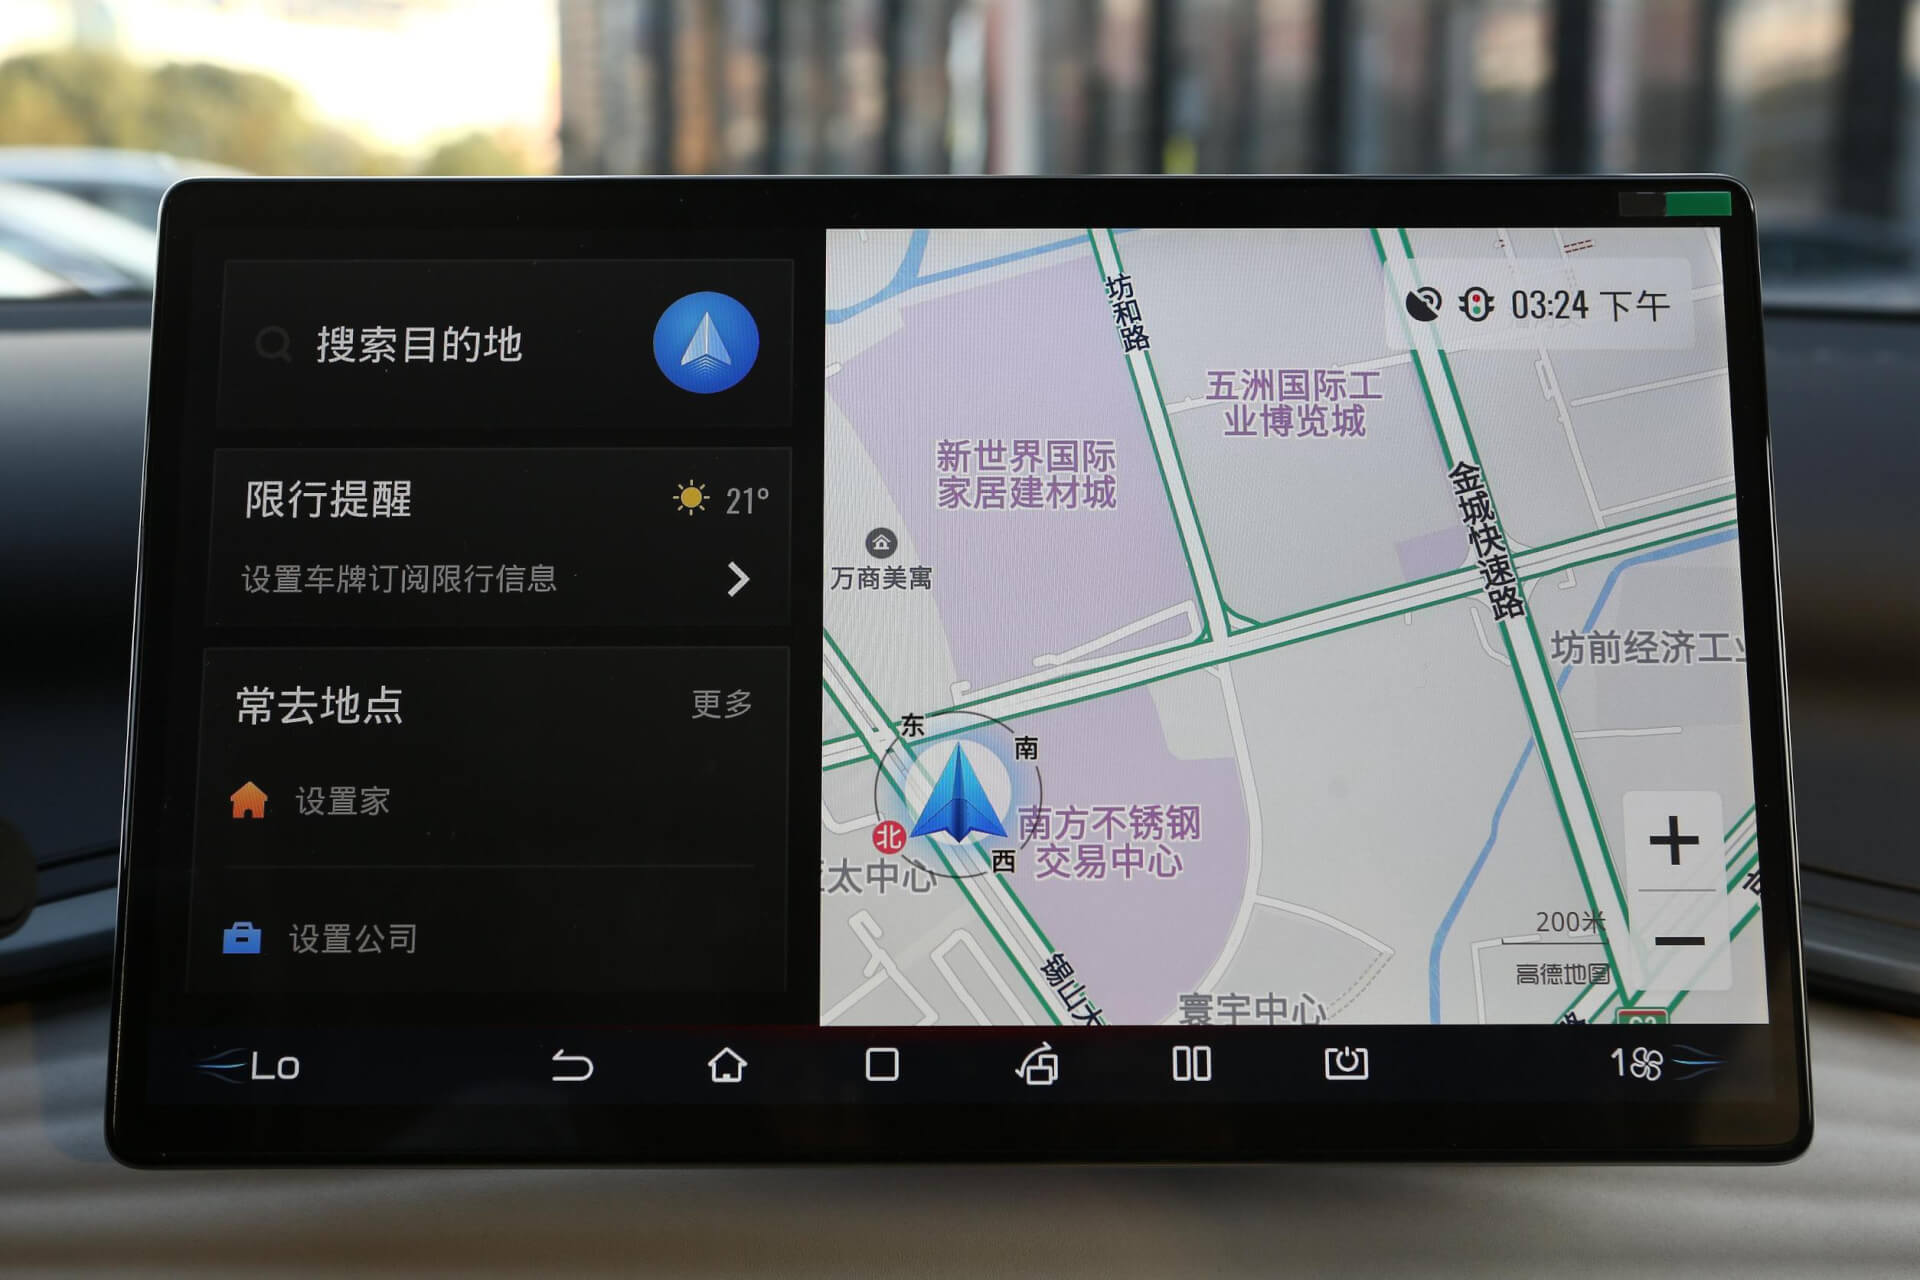 搜索目的地
限行提醒
21°
设置车牌订阅限行信息
常去地点
更多
设置家
设置公司
03:24 下午
坊和路
五洲国际工
业博览城
新世界国际
家居建材城
金城快速路
万商美寓
坊前经济工
东
南
北
西
南方不锈钢
交易中心
太中心
锡山大
寰宇中心
200米
高德地图
+
−
Lo
1